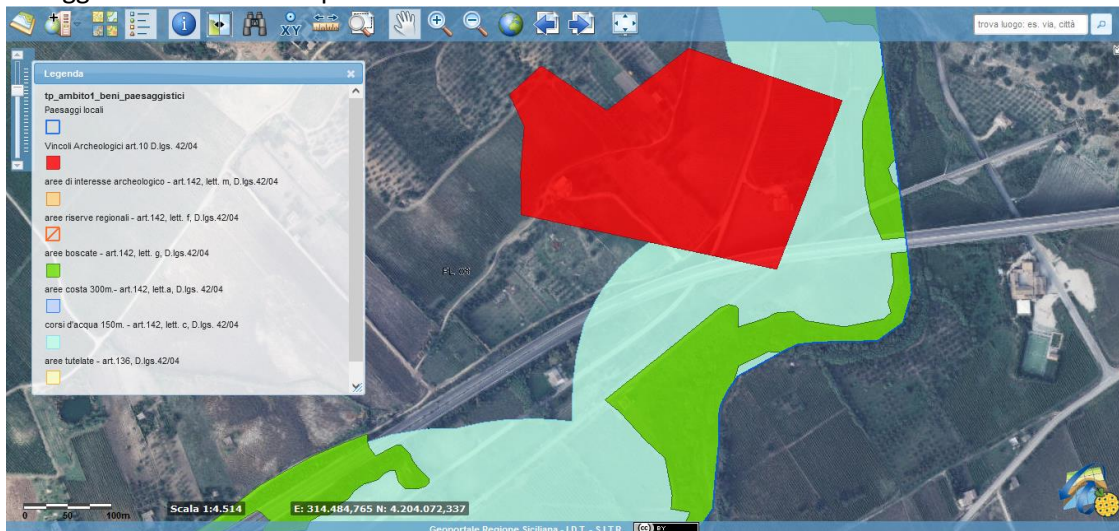 XY
trova luogo: es. via, città
Legenda
tp_ambito1_beni_paesaggistici
Paesaggi locali
Vincoli Archeologici art.10 D.lgs. 42/04
aree di interesse archeologico - art.142, lett. m, D.lgs.42/04
aree riserve regionali - art.142, lett. f, D.lgs.42/04
aree boscate - art.142, lett. g, D.lgs.42/04
aree costa 300m.- art.142, lett.a, D.lgs. 42/04
corsi d'acqua 150m. - art.142, lett. c, D.lgs. 42/04
aree tutelate - art.136, D.lgs.42/04
0 50 100m
Scala 1:4.514
E: 314.484,765 N: 4.204.072,337
Geoportale Regione Siciliana - I.D.T. - S.I.T.R.
cc BY